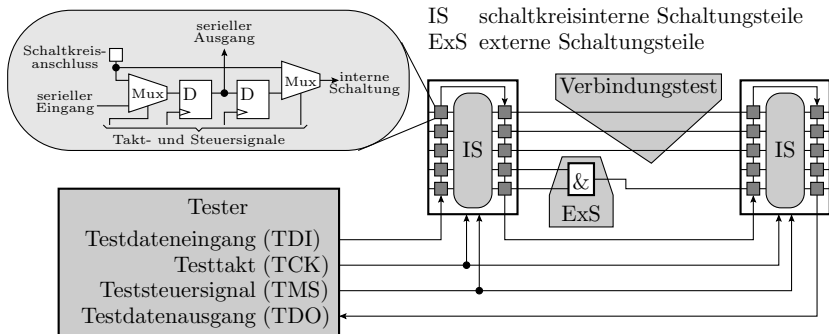 IS schaltkreisinterne Schaltungsteile
ExS externe Schaltungsteile
serieller
Ausgang
Schaltkreis-
anschluss
Mux
D
D
Mux
interne
Schaltung
serieller
Eingang
Takt- und Steuersignale
Verbindungstest
IS
IS
&
ExS
Tester
Testdateneingang (TDI)
Testtakt (TCK)
Teststeuersignal (TMS)
Testdatenausgang (TDO)